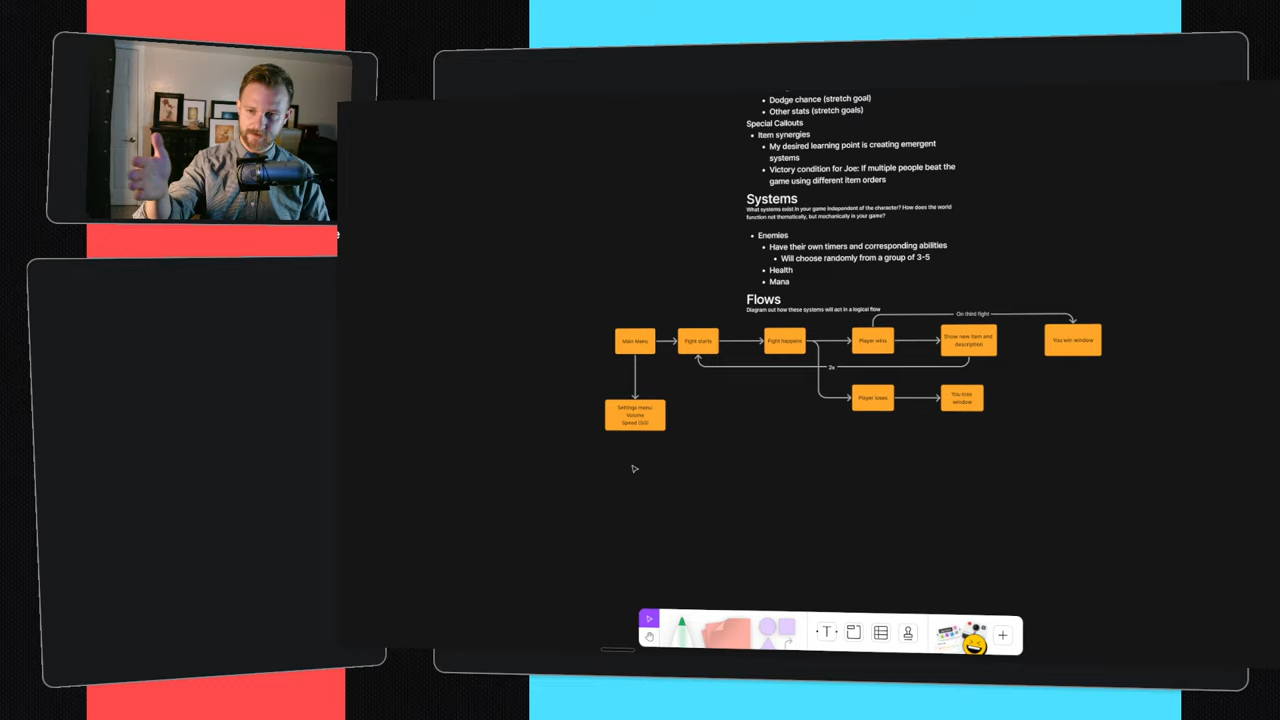 Dodge chance (stretch goal)
Other stats (stretch goals)
Special Callouts
Item synergies
My desired learning point is creating emergent
systems
Victory condition for Joe: If multiple people beat the
game using different item orders
Systems
What systems exist in your game independent of the character? How does the world
function not thematically, but mechanically in your game?
Enemies
Have their own timers and corresponding abilities
Will choose randomly from a group of 3-5
Health
Mana
Flows
Diagram out how these systems will act in a logical flow
On third fight
Main Menu
Fight starts
Fight happens
Player wins
Show new item and
description
You win window
2x
Settings menu:
Volume
Speed (SG)
Player loses
You lose
window
T